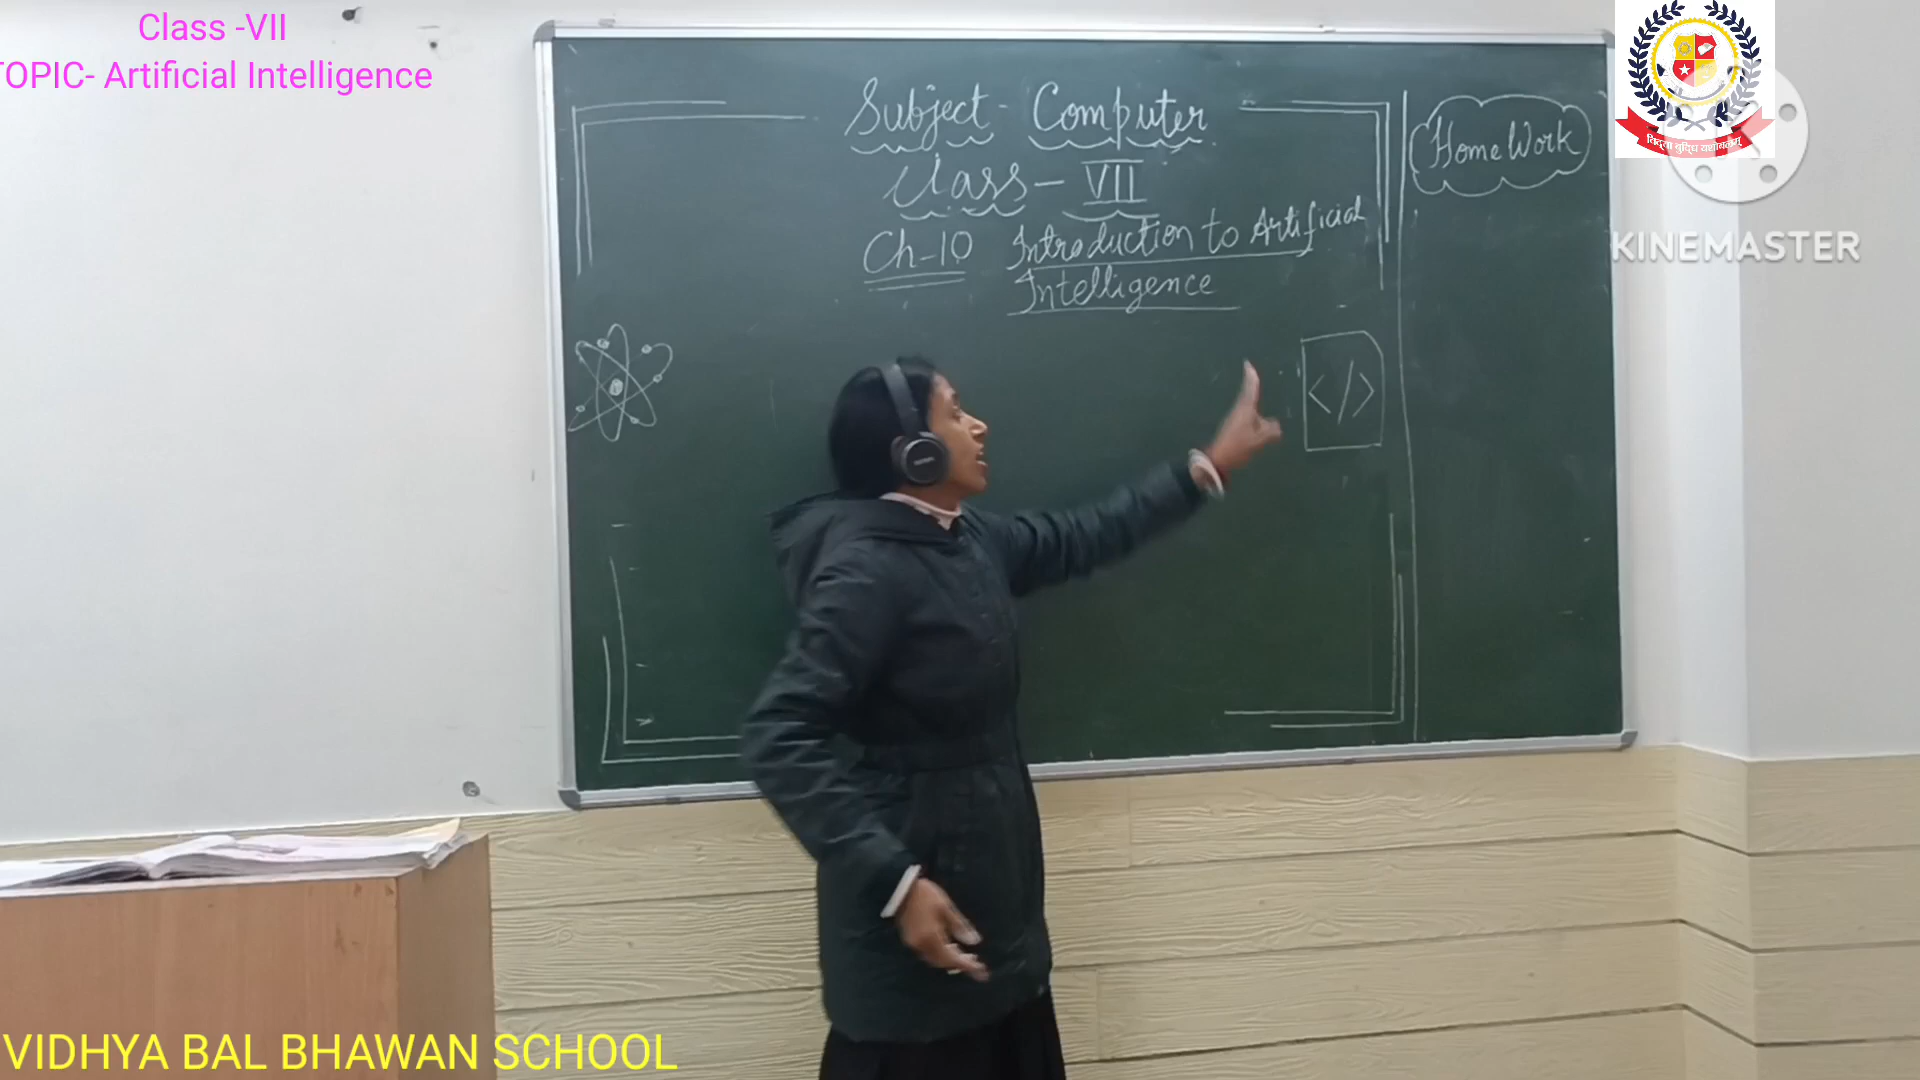 Class -VII
TOPIC- Artificial Intelligence
Subject - Computer
Class - VII
Ch-10 Introduction to Artificial
Intelligence
Home Work
</>
KINEMASTER
VIDHYA BAL BHAWAN SCHOOL